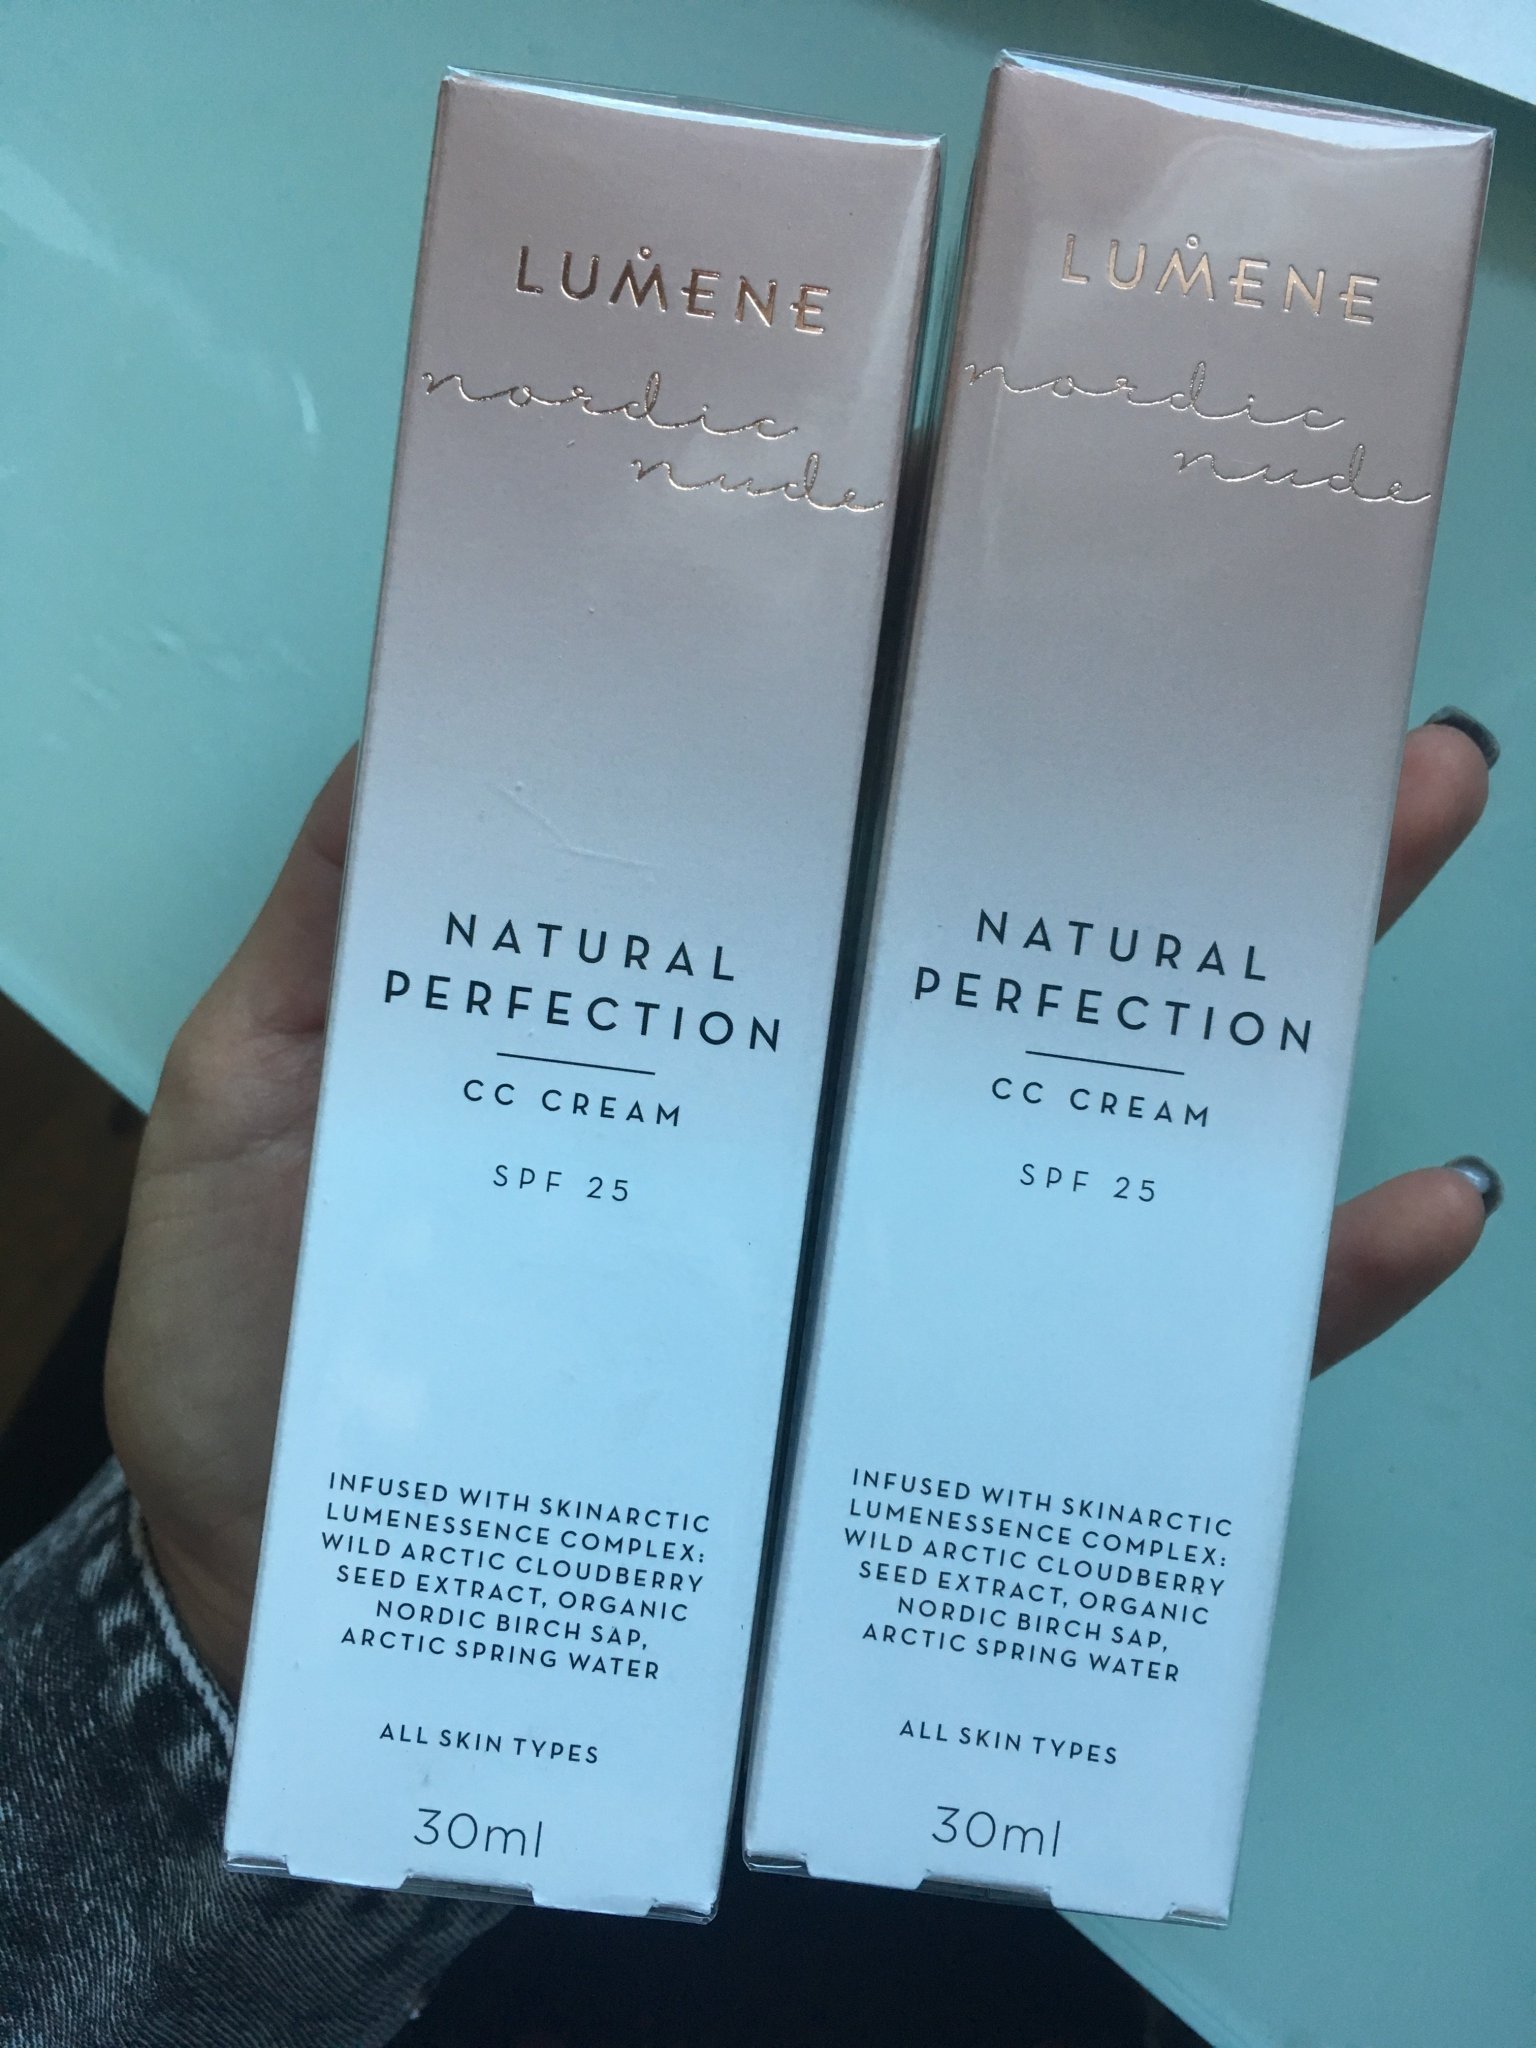 LUMENE
nordic
nude
NATURAL
PERFECTION
CC CREAM
SPF 25
INFUSED WITH SKINARCTIC
LUMENESSENCE COMPLEX:
WILD ARCTIC CLOUDBERRY
SEED EXTRACT, ORGANIC
NORDIC BIRCH SAP,
ARCTIC SPRING WATER
ALL SKIN TYPES
30ml
LUMENE
nordic
nude
NATURAL
PERFECTION
CC CREAM
SPF 25
INFUSED WITH SKINARCTIC
LUMENESSENCE COMPLEX:
WILD ARCTIC CLOUDBERRY
SEED EXTRACT, ORGANIC
NORDIC BIRCH SAP,
ARCTIC SPRING WATER
ALL SKIN TYPES
30ml